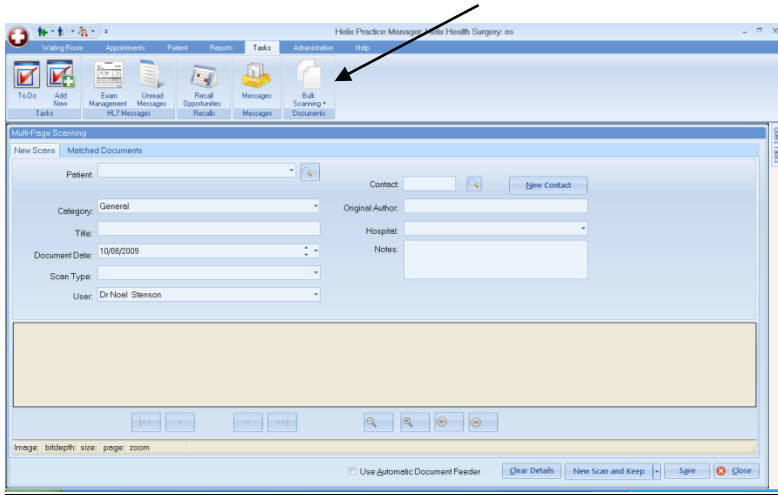 Helix Practice Manager: Helix Health Surgery: ns
Waiting Room Appointments Patient Reports Tasks Administration Help
To Do Add New Exam Management Unread Messages Recall Opportunities Messages Bulk Scanning
Tasks HL7 Messages Recalls Messages Documents
Multi-Page Scanning
New Scans Matched Documents
Patient:
Contact: New Contact
Category: General Original Author:
Title: Hospital:
Document Date: 10/08/2009 Notes:
Scan Type:
User: Dr Noel Stenson
Image: bitdepth: size: page: zoom
Use Automatic Document Feeder Clear Details New Scan and Keep Save Close